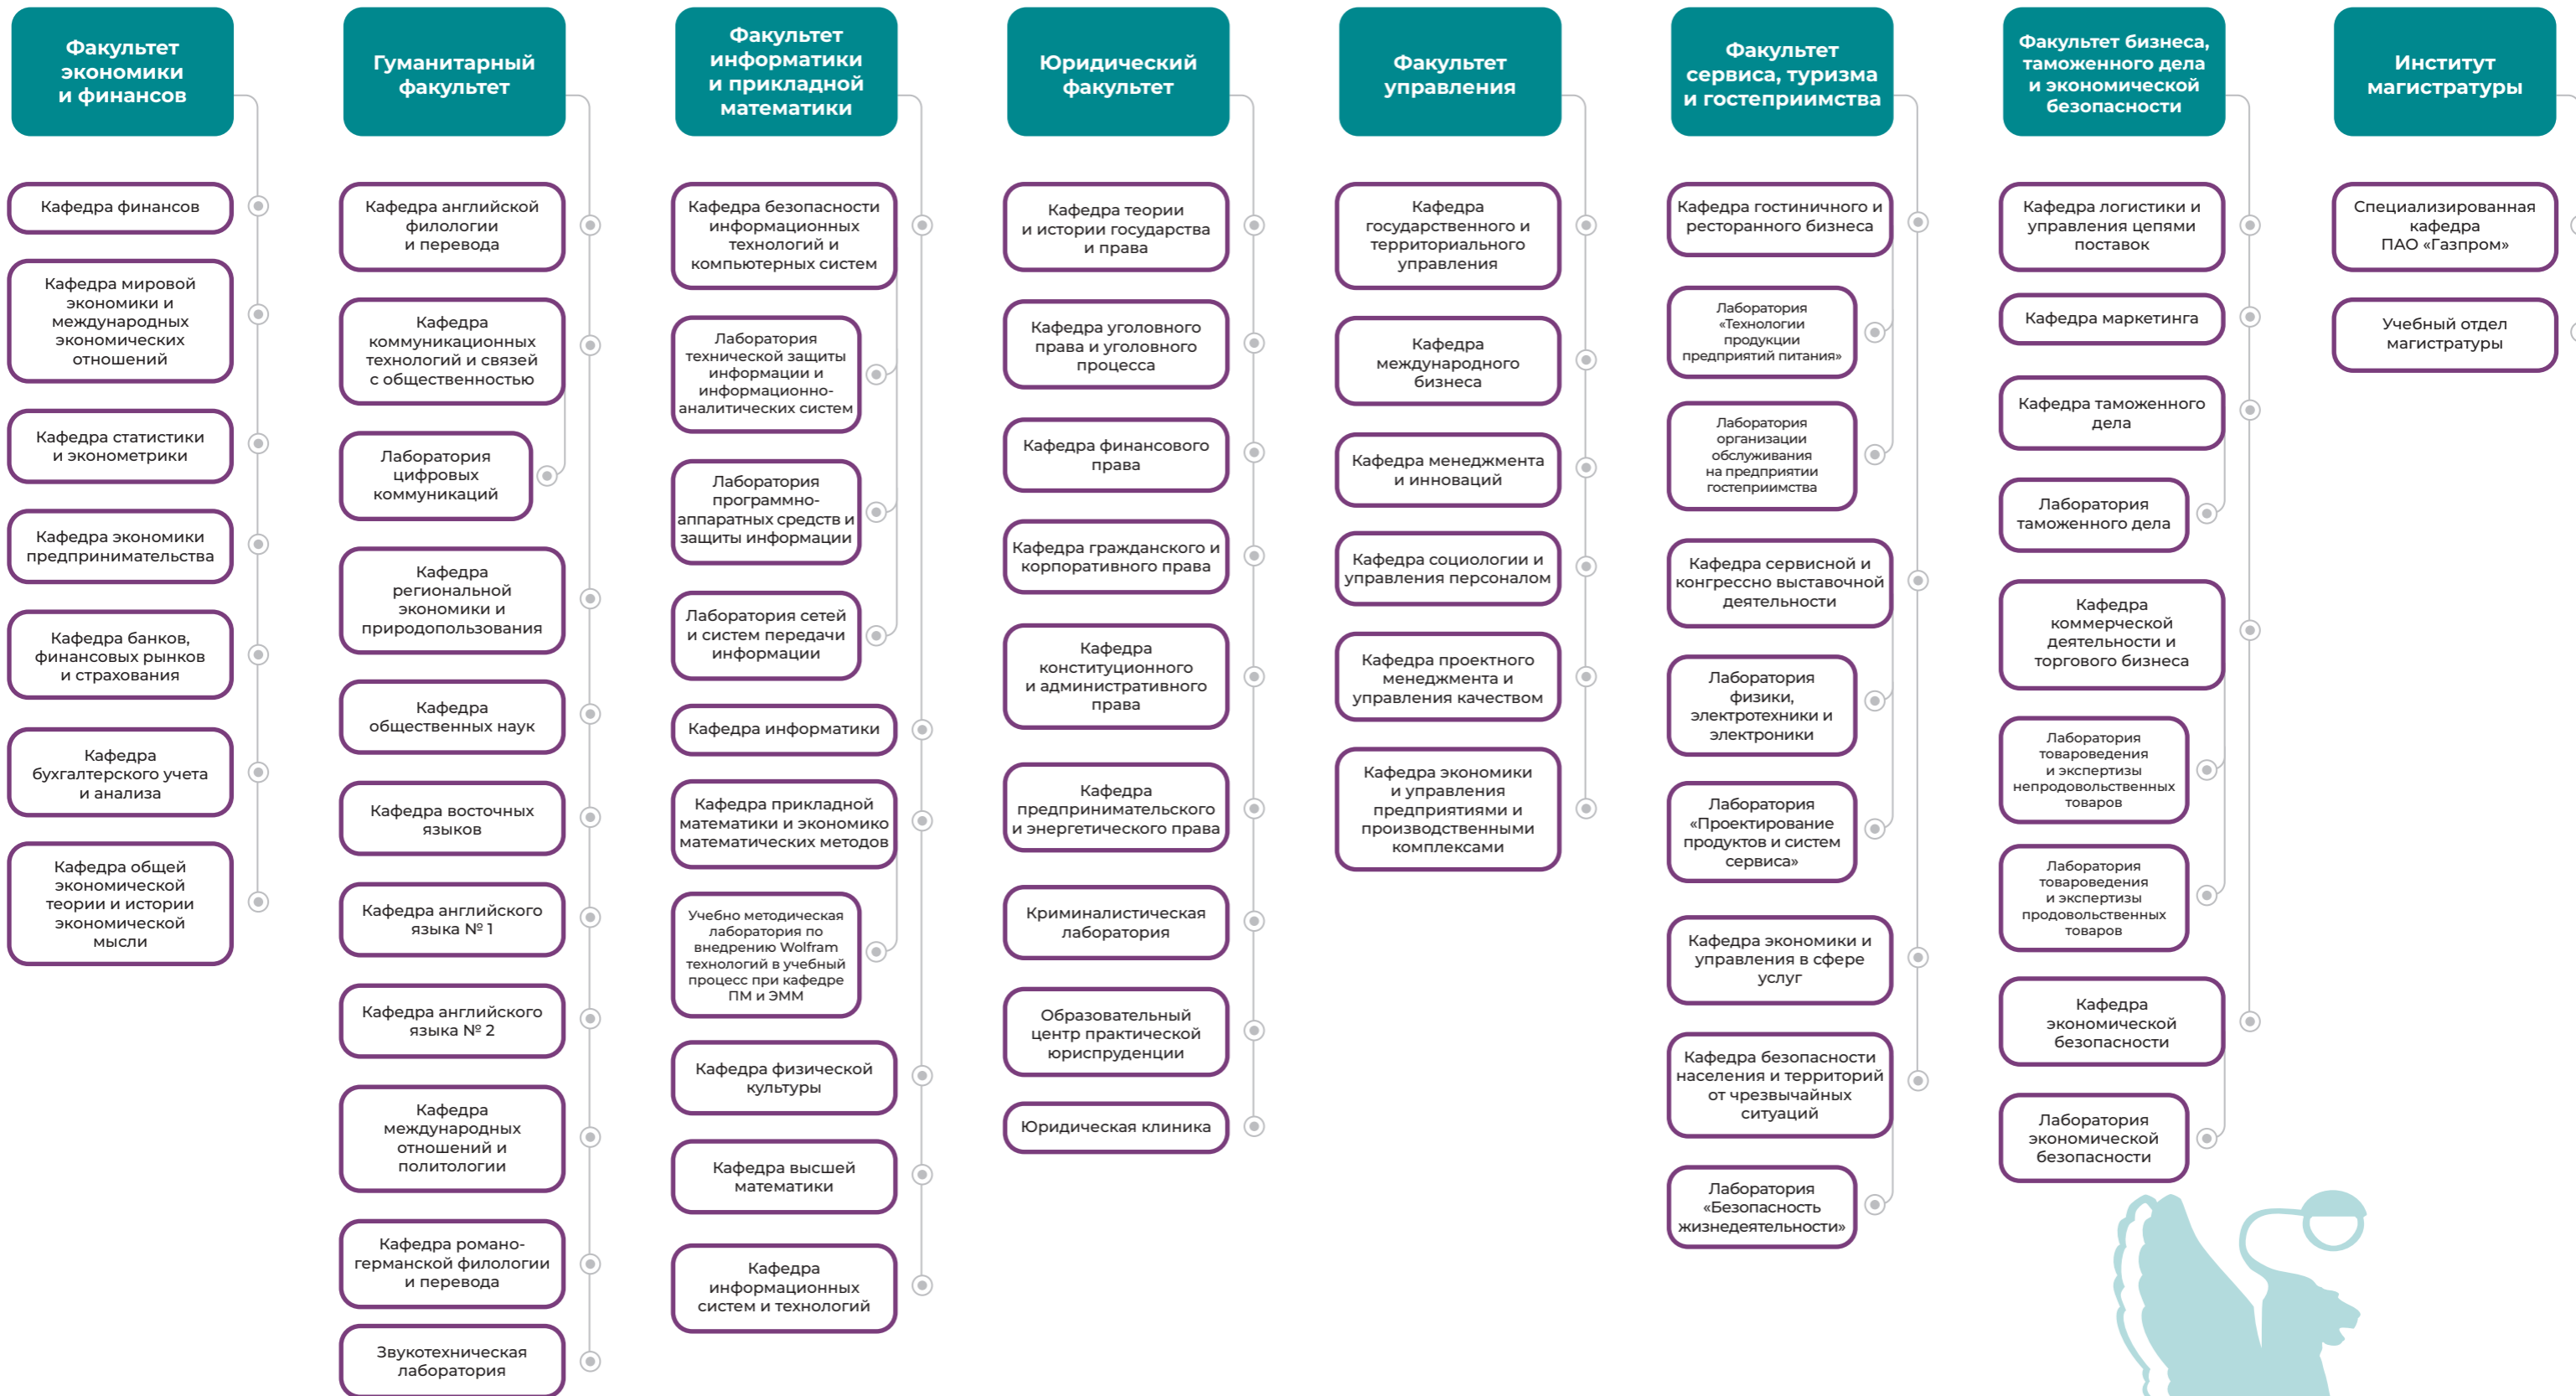 Факультет
экономики
и финансов
Кафедра финансов
Кафедра мировой
экономики и
международных
экономических
отношений
Кафедра статистики
и эконометрики
Кафедра экономики
предпринимательства
Кафедра банков,
финансовых рынков
и страхования
Кафедра
бухгалтерского учета
и анализа
Кафедра общей
экономической
теории и истории
экономической
мысли
Гуманитарный
факультет
Кафедра английской
филологии
и перевода
Кафедра
коммуникационных
технологий и связей
с общественностью
Лаборатория
цифровых
коммуникаций
Кафедра
региональной
экономики и
природопользования
Кафедра
общественных наук
Кафедра восточных
языков
Кафедра английского
языка № 1
Кафедра английского
языка № 2
Кафедра
международных
отношений и
политологии
Кафедра романо-
германской филологии
и перевода
Звукотехническая
лаборатория
Факультет
информатики
и прикладной
математики
Кафедра безопасности
информационных
технологий и
компьютерных систем
Лаборатория
технической защиты
информации и
информационно-
аналитических систем
Лаборатория
программно-
аппаратных средств и
защиты информации
Лаборатория сетей
и систем передачи
информации
Кафедра информатики
Кафедра прикладной
математики и экономико
математических методов
Учебно методическая
лаборатория по
внедрению Wolfram
технологий в учебный
процесс при кафедре
ПМ и ЭММ
Кафедра физической
культуры
Кафедра высшей
математики
Кафедра
информационных
систем и технологий
Юридический
факультет
Кафедра теории
и истории государства
и права
Кафедра уголовного
права и уголовного
процесса
Кафедра финансового
права
Кафедра гражданского и
корпоративного права
Кафедра
конституционного
и административного
права
Кафедра
предпринимательского
и энергетического права
Криминалистическая
лаборатория
Образовательный
центр практической
юриспруденции
Юридическая клиника
Факультет
управления
Кафедра
государственного и
территориального
управления
Кафедра
международного
бизнеса
Кафедра менеджмента
и инноваций
Кафедра социологии и
управления персоналом
Кафедра проектного
менеджмента и
управления качеством
Кафедра экономики
и управления
предприятиями и
производственными
комплексами
Факультет
сервиса, туризма
и гостеприимства
Кафедра гостиничного и
ресторанного бизнеса
Лаборатория
«Технологии
продукции
предприятий питания»
Лаборатория
организации
обслуживания
на предприятии
гостеприимства
Кафедра сервисной и
конгрессно выставочной
деятельности
Лаборатория
физики,
электротехники и
электроники
Лаборатория
«Проектирование
продуктов и систем
сервиса»
Кафедра экономики и
управления в сфере
услуг
Кафедра безопасности
населения и территорий
от чрезвычайных
ситуаций
Лаборатория
«Безопасность
жизнедеятельности»
Факультет бизнеса,
таможенного дела
и экономической
безопасности
Кафедра логистики и
управления цепями
поставок
Кафедра маркетинга
Кафедра таможенного
дела
Лаборатория
таможенного дела
Кафедра
коммерческой
деятельности и
торгового бизнеса
Лаборатория
товароведения
и экспертизы
непродовольственных
товаров
Лаборатория
товароведения
и экспертизы
продовольственных
товаров
Кафедра
экономической
безопасности
Лаборатория
экономической
безопасности
Институт
магистратуры
Специализированная
кафедра
ПАО «Газпром»
Учебный отдел
магистратуры